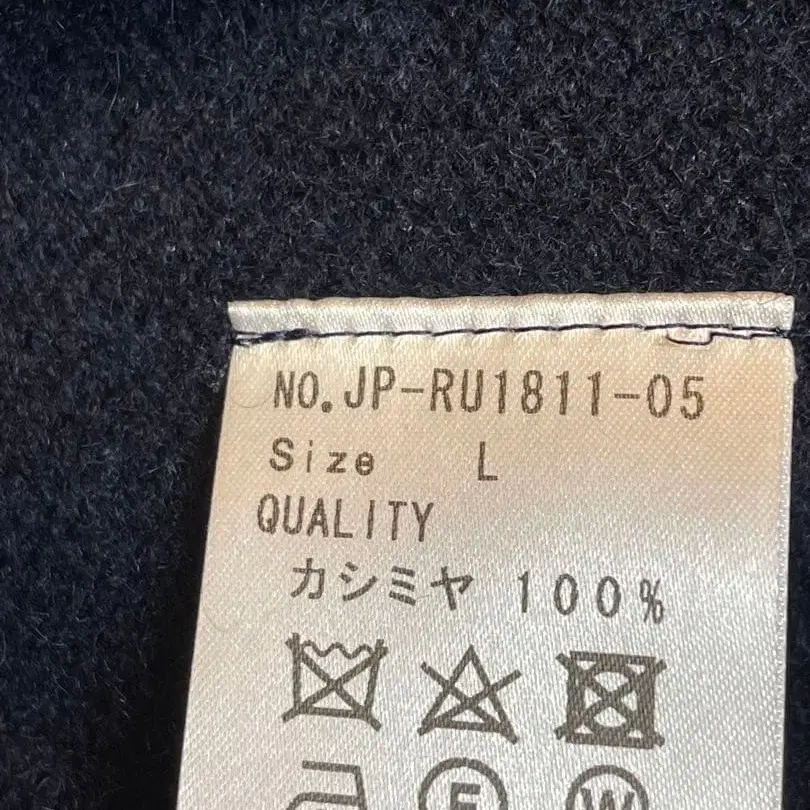 NO.JP-RU1811-05
Size L
QUALITY
カシミヤ 100%
F W